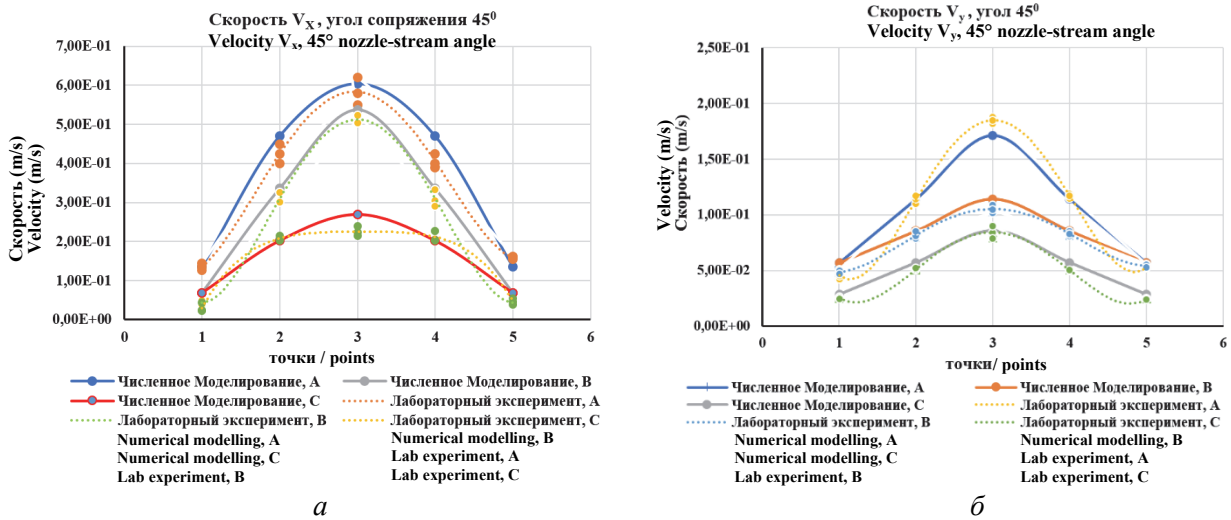 Скорость VX, угол сопряжения 45⁰
Velocity Vx, 45° nozzle-stream angle
7,00E-01
6,00E-01
5,00E-01
4,00E-01
3,00E-01
2,00E-01
1,00E-01
0,00E+00
Скорость (m/s)
Velocity (m/s)
0 1 2 3 4 5 6
точки / points
Численное Моделирование, A Численное Моделирование, B
Численное Моделирование, C Лабораторный эксперимент, A
Лабораторный эксперимент, B Лабораторный эксперимент, C
Numerical modelling, A Numerical modelling, B
Numerical modelling, C Lab experiment, A
Lab experiment, B Lab experiment, C
а
Скорость Vy, угол 45⁰
Velocity Vy, 45° nozzle-stream angle
2,50E-01
2,00E-01
1,50E-01
1,00E-01
5,00E-02
0,00E+00
Velocity (m/s)
Скорость (m/s)
0 1 2 3 4 5 6
точки/ points
Численное Моделирование, A Численное Моделирование, B
Численное Моделирование, C Лабораторный эксперимент, A
Лабораторный эксперимент, B Лабораторный эксперимент, C
Numerical modelling, A Numerical modelling, B
Numerical modelling, C Lab experiment, A
Lab experiment, B Lab experiment, C
б